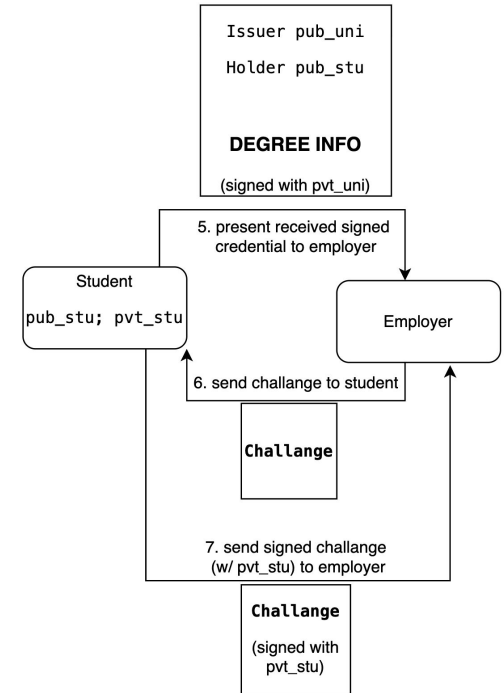 Issuer pub_uni
Holder pub_stu
DEGREE INFO
(signed with pvt_uni)
5. present received signed
credential to employer
Student
pub_stu; pvt_stu
Employer
6. send challange to student
Challange
7. send signed challange
(w/ pvt_stu) to employer
Challange
(signed with
pvt_stu)